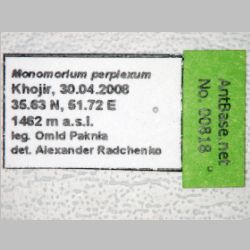 Monomorium perplexum
Khojir, 30.04.2008
35.63 N, 51.72 E
1462 m a.s.l.
leg. Omid Paknia
det. Alexander Radchenko
AntBase.net
No. 00818